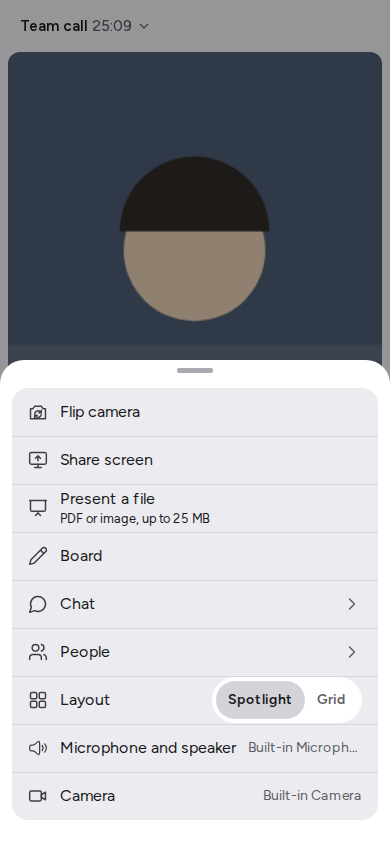 Team call 25:09
Flip camera
Share screen
Present a file
PDF or image, up to 25 MB
Board
Chat
People
Layout Spotlight Grid
Microphone and speaker Built-in Microph...
Camera Built-in Camera